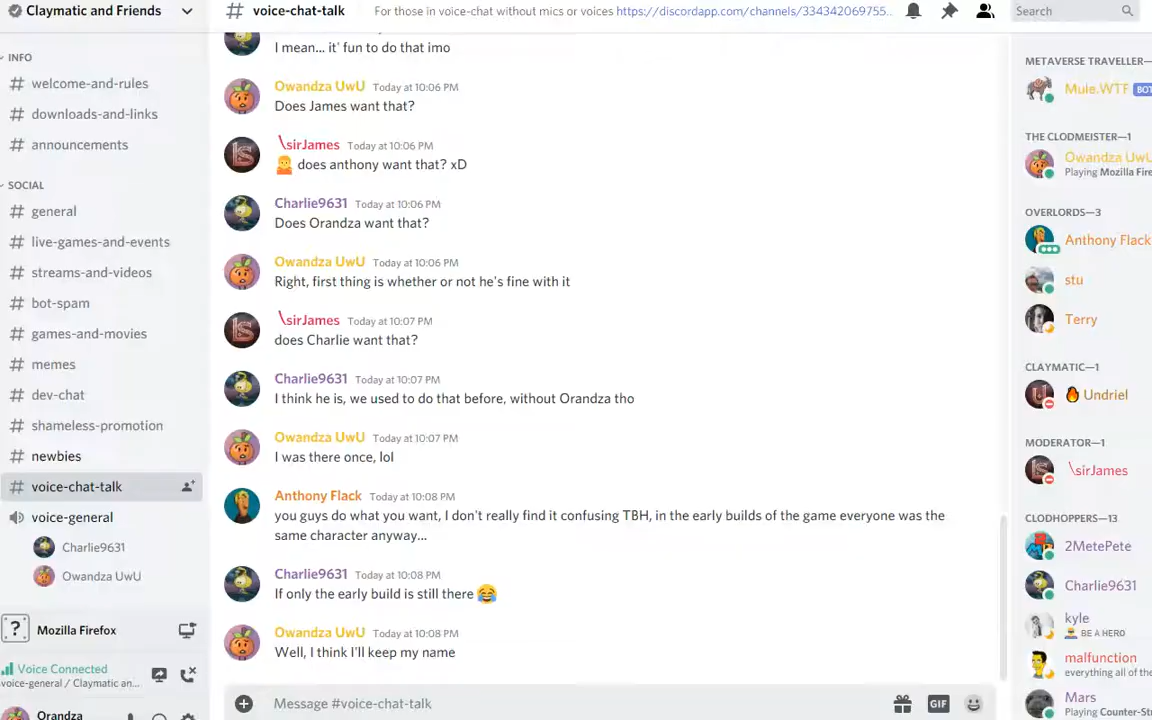 Claymatic and Friends
voice-chat-talk
For those in voice-chat without mics or voices https://discordapp.com/channels/334342069755...
Search
INFO
welcome-and-rules
downloads-and-links
announcements
SOCIAL
general
live-games-and-events
streams-and-videos
bot-spam
games-and-movies
memes
dev-chat
shameless-promotion
newbies
voice-chat-talk
voice-general
Charlie9631
Owandza UwU
? Mozilla Firefox
Voice Connected
voice-general / Claymatic an...
Orandza
I mean... it' fun to do that imo
Owandza UwU Today at 10:06 PM
Does James want that?
\sirJames Today at 10:06 PM
does anthony want that? xD
Charlie9631 Today at 10:06 PM
Does Orandza want that?
Owandza UwU Today at 10:06 PM
Right, first thing is whether or not he's fine with it
\sirJames Today at 10:07 PM
does Charlie want that?
Charlie9631 Today at 10:07 PM
I think he is, we used to do that before, without Orandza tho
Owandza UwU Today at 10:07 PM
I was there once, lol
Anthony Flack Today at 10:08 PM
you guys do what you want, I don't really find it confusing TBH, in the early builds of the game everyone was the
same character anyway...
Charlie9631 Today at 10:08 PM
If only the early build is still there 😂
Owandza UwU Today at 10:08 PM
Well, I think I'll keep my name
Message #voice-chat-talk
GIF
METAVERSE TRAVELLER—
Mule.WTF BOT
THE CLODMEISTER—1
Owandza UwU
Playing Mozilla Fire
OVERLORDS—3
Anthony Flack
stu
Terry
CLAYMATIC—1
🔥 Undriel
MODERATOR—1
\sirJames
CLODHOPPERS—13
2MetePete
Charlie9631
kyle
BE A HERO
malfunction
everything all of the
Mars
Playing Counter-Str